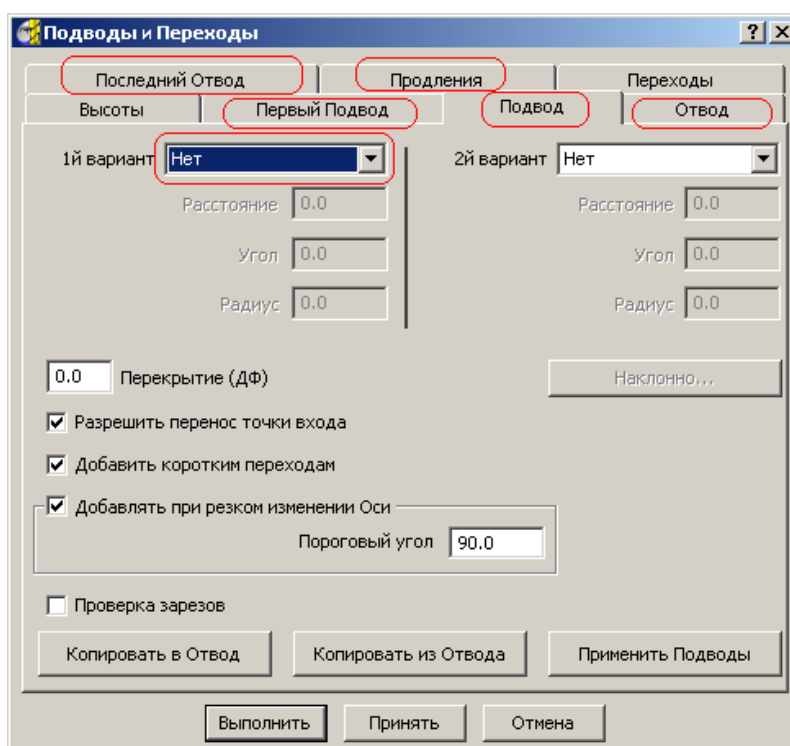 Подводы и Переходы
Последний Отвод Продления Переходы
Высоты Первый Подвод Подвод Отвод
1й вариант Нет 2й вариант Нет
Расстояние 0.0 Расстояние 0.0
Угол 0.0 Угол 0.0
Радиус 0.0 Радиус 0.0
0.0 Перекрытие (ДФ) Наклонно...
Разрешить перенос точки входа
Добавить коротким переходам
Добавлять при резком изменении Оси
Пороговый угол 90.0
Проверка зарезов
Копировать в Отвод Копировать из Отвода Применить Подводы
Выполнить Принять Отмена